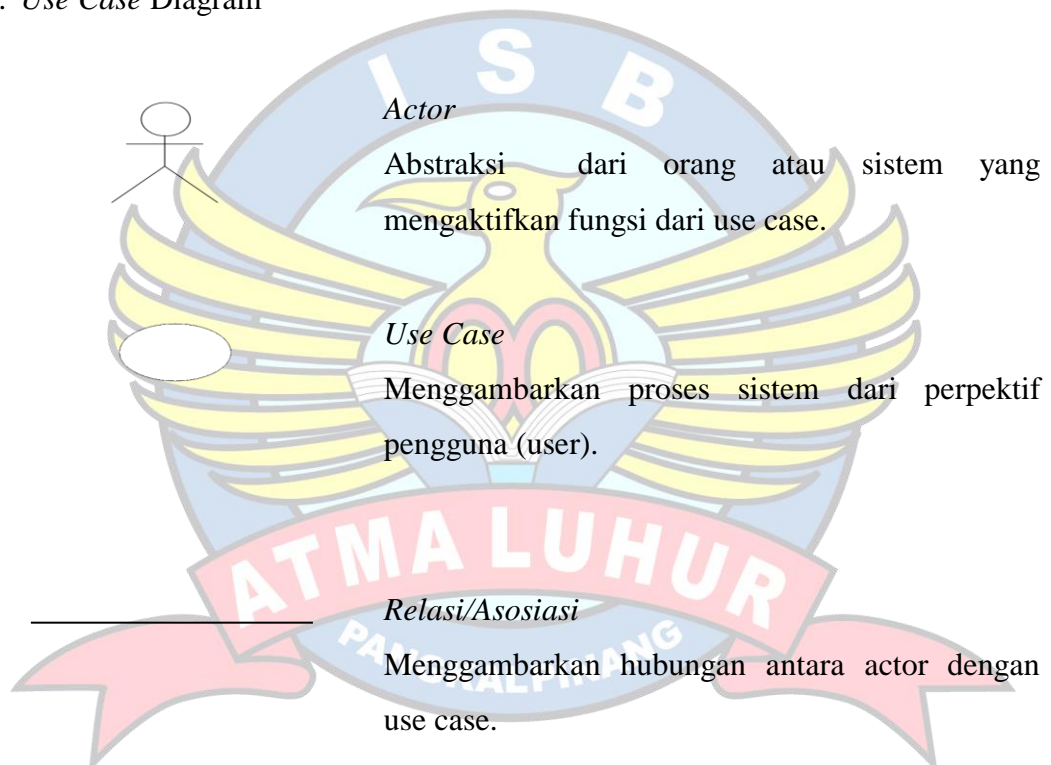 . Use Case Diagram
I S B
Actor
Abstraksi dari orang atau sistem yang
mengaktifkan fungsi dari use case.
Use Case
Menggambarkan proses sistem dari perpektif
pengguna (user).
ATMA LUHUR
Relasi/Asosiasi
PANGKALPINANG
Menggambarkan hubungan antara actor dengan
use case.